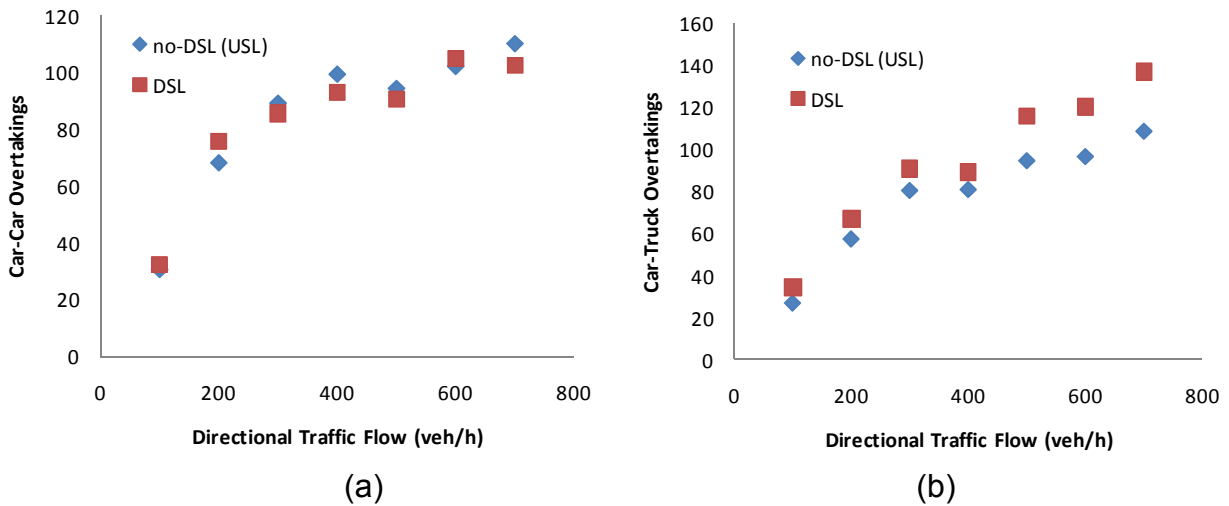 120
100
80
60
40
20
0
no-DSL (USL)
DSL
Car-Car Overtakings
0 200 400 600 800
Directional Traffic Flow (veh/h)
(a)
160
140
120
100
80
60
40
20
0
no-DSL (USL)
DSL
Car-Truck Overtakings
0 200 400 600 800
Directional Traffic Flow (veh/h)
(b)